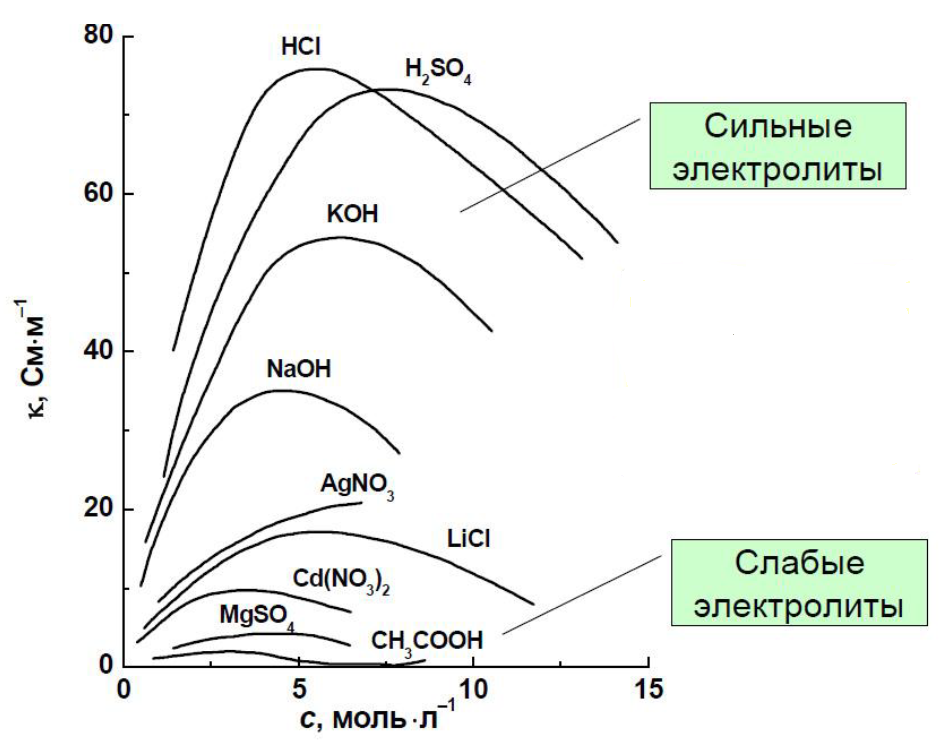 80
60
40
20
0
κ, См·м⁻¹
0
5
10
15
c, моль·л⁻¹
HCl
H₂SO₄
KOH
NaOH
AgNO₃
LiCl
Cd(NO₃)₂
MgSO₄
CH₃COOH
Сильные
электролиты
Слабые
электролиты